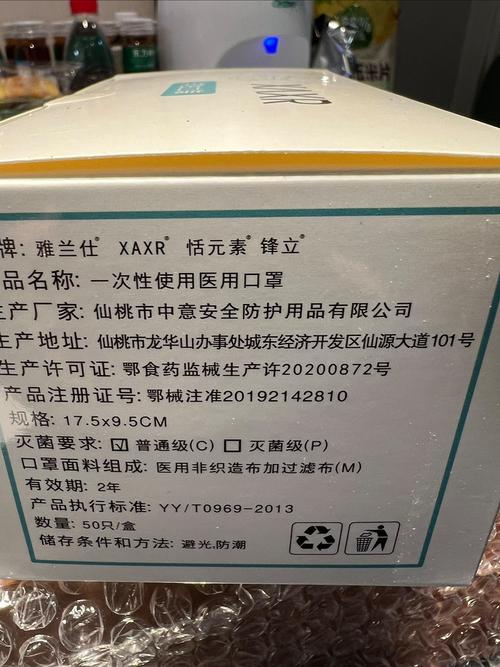 XAXR
牌: 雅兰仕® XAXR® 恬元素® 锋立®
品名称: 一次性使用医用口罩
生产厂家: 仙桃市中意安全防护用品有限公司
生产地址: 仙桃市龙华山办事处城东经济开发区仙源大道101号
生产许可证: 鄂食药监械生产许20200872号
产品注册证号: 鄂械注准20192142810
规格: 17.5x9.5CM
灭菌要求: ☑ 普通级(C) ☐ 灭菌级(P)
口罩面料组成: 医用非织造布加过滤布(M)
有效期: 2年
产品执行标准: YY/T0969-2013
数量: 50只/盒
储存条件和方法: 避光,防潮